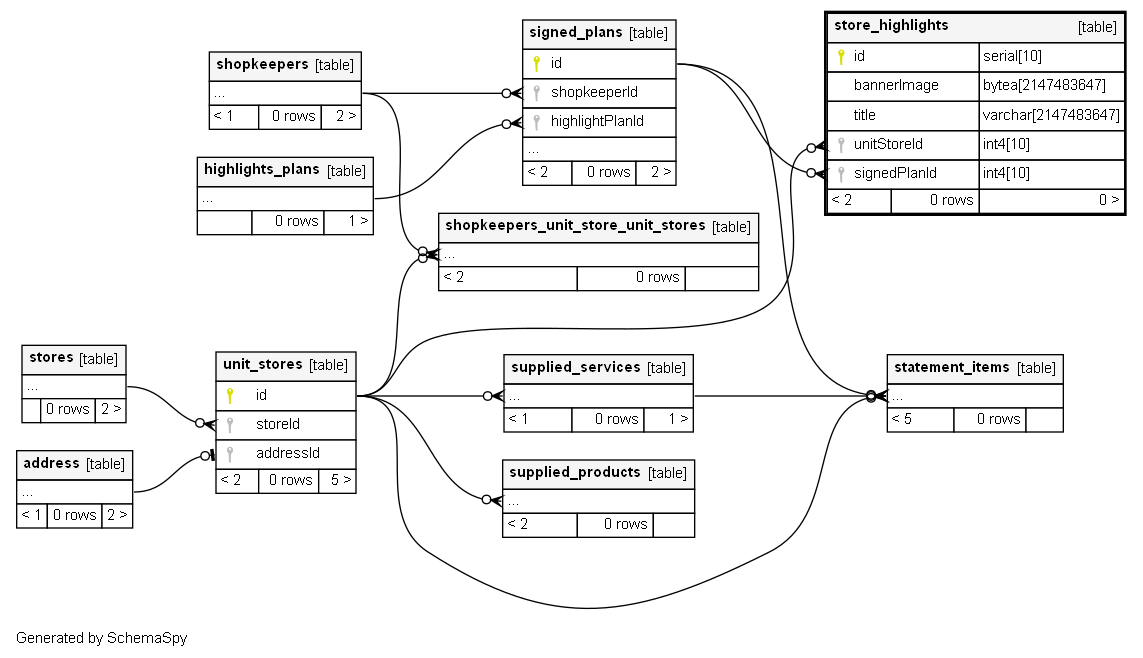 signed_plans [table]
id
shopkeeperId
highlightPlanId
...
< 2 0 rows 2 >
store_highlights [table]
id serial[10]
bannerImage bytea[2147483647]
title varchar[2147483647]
unitStoreId int4[10]
signedPlanId int4[10]
< 2 0 rows 0 >
shopkeepers [table]
...
< 1 0 rows 2 >
highlights_plans [table]
...
0 rows 1 >
shopkeepers_unit_store_unit_stores [table]
...
< 2 0 rows
stores [table]
...
0 rows 2 >
address [table]
...
< 1 0 rows 2 >
unit_stores [table]
id
storeId
addressId
< 2 0 rows 5 >
supplied_services [table]
...
< 1 0 rows 1 >
supplied_products [table]
...
< 2 0 rows
statement_items [table]
...
< 5 0 rows
Generated by SchemaSpy